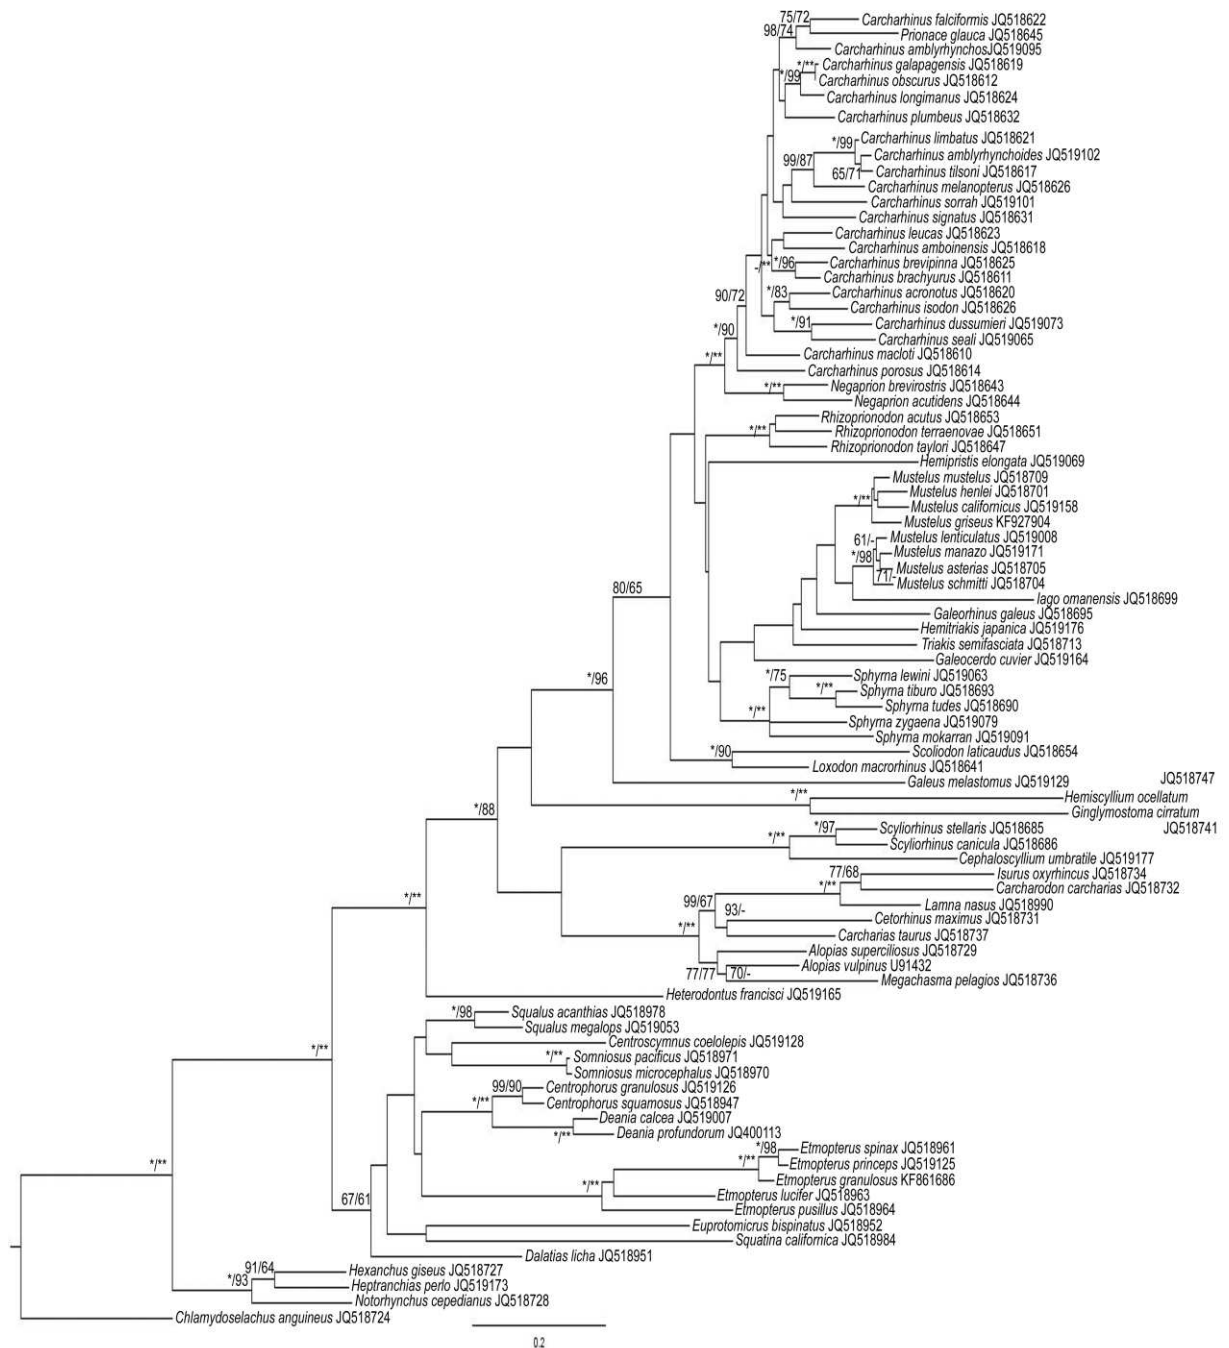 75/72
Carcharhinus falciformis JQ518622
98/74
Prionace glauca JQ518645
Carcharhinus amblyrhynchosJQ519095
*/** Carcharhinus galapagensis JQ518619
*/99 Carcharhinus obscurus JQ518612
Carcharhinus longimanus JQ518624
Carcharhinus plumbeus JQ518632
*/99 Carcharhinus limbatus JQ518621
99/87 Carcharhinus amblyrhynchoides JQ519102
65/71 Carcharhinus tilsoni JQ518617
Carcharhinus melanopterus JQ518626
Carcharhinus sorrah JQ519101
Carcharhinus signatus JQ518631
Carcharhinus leucas JQ518623
Carcharhinus amboinensis JQ518618
-/** */96 Carcharhinus brevipinna JQ518625
Carcharhinus brachyurus JQ518611
90/72 */83 Carcharhinus acronotus JQ518620
Carcharhinus isodon JQ518626
*/90 */91 Carcharhinus dussumieri JQ519073
Carcharhinus seali JQ519065
*/** Carcharhinus macloti JQ518610
Carcharhinus porosus JQ518614
*/** Negaprion brevirostris JQ518643
Negaprion acutidens JQ518644
Rhizoprionodon acutus JQ518653
*/** Rhizoprionodon terraenovae JQ518651
Rhizoprionodon taylori JQ518647
Hemipristis elongata JQ519069
Mustelus mustelus JQ518709
*/** Mustelus henlei JQ518701
Mustelus californicus JQ519158
Mustelus griseus KF927904
61/- Mustelus lenticulatus JQ519008
*/98 Mustelus manazo JQ519171
71/- Mustelus asterias JQ518705
Mustelus schmitti JQ518704
80/65 Iago omanensis JQ518699
Galeorhinus galeus JQ518695
Hemitriakis japanica JQ519176
Triakis semifasciata JQ518713
Galeocerdo cuvier JQ519164
*/96 */75 Sphyrna lewini JQ519063
*/** Sphyrna tiburo JQ518693
Sphyrna tudes JQ518690
*/** Sphyrna zygaena JQ519079
Sphyrna mokarran JQ519091
*/90 Scoliodon laticaudus JQ518654
Loxodon macrorhinus JQ518641
Galeus melastomus JQ519129 JQ518747
*/** Hemiscyllium ocellatum
*/88 Ginglymostoma cirratum
*/97 Scyliorhinus stellaris JQ518685 JQ518741
*/** Scyliorhinus canicula JQ518686
Cephaloscyllium umbratile JQ519177
77/68 Isurus oxyrhincus JQ518734
*/** */** Carcharodon carcharias JQ518732
99/67 Lamna nasus JQ518990
93/- Cetorhinus maximus JQ518731
*/** Carcharias taurus JQ518737
Alopias superciliosus JQ518729
77/77 70/- Alopias vulpinus U91432
Megachasma pelagios JQ518736
Heterodontus francisci JQ519165
*/98 Squalus acanthias JQ518978
Squalus megalops JQ519053
*/** Centroscymnus coelolepis JQ519128
*/** Somniosus pacificus JQ518971
Somniosus microcephalus JQ518970
99/90 Centrophorus granulosus JQ519126
*/** Centrophorus squamosus JQ518947
Deania calcea JQ519007
*/** Deania profundorum JQ400113
*/98 Etmopterus spinax JQ518961
*/** */** Etmopterus princeps JQ519125
Etmopterus granulosus KF861686
*/** Etmopterus lucifer JQ518963
67/61 Etmopterus pusillus JQ518964
Euprotomicrus bispinatus JQ518952
Squatina californica JQ518984
Dalatias licha JQ518951
91/64 Hexanchus giseus JQ518727
*/93 Heptranchias perlo JQ519173
Notorhynchus cepedianus JQ518728
Chlamydoselachus anguineus JQ518724
0.2